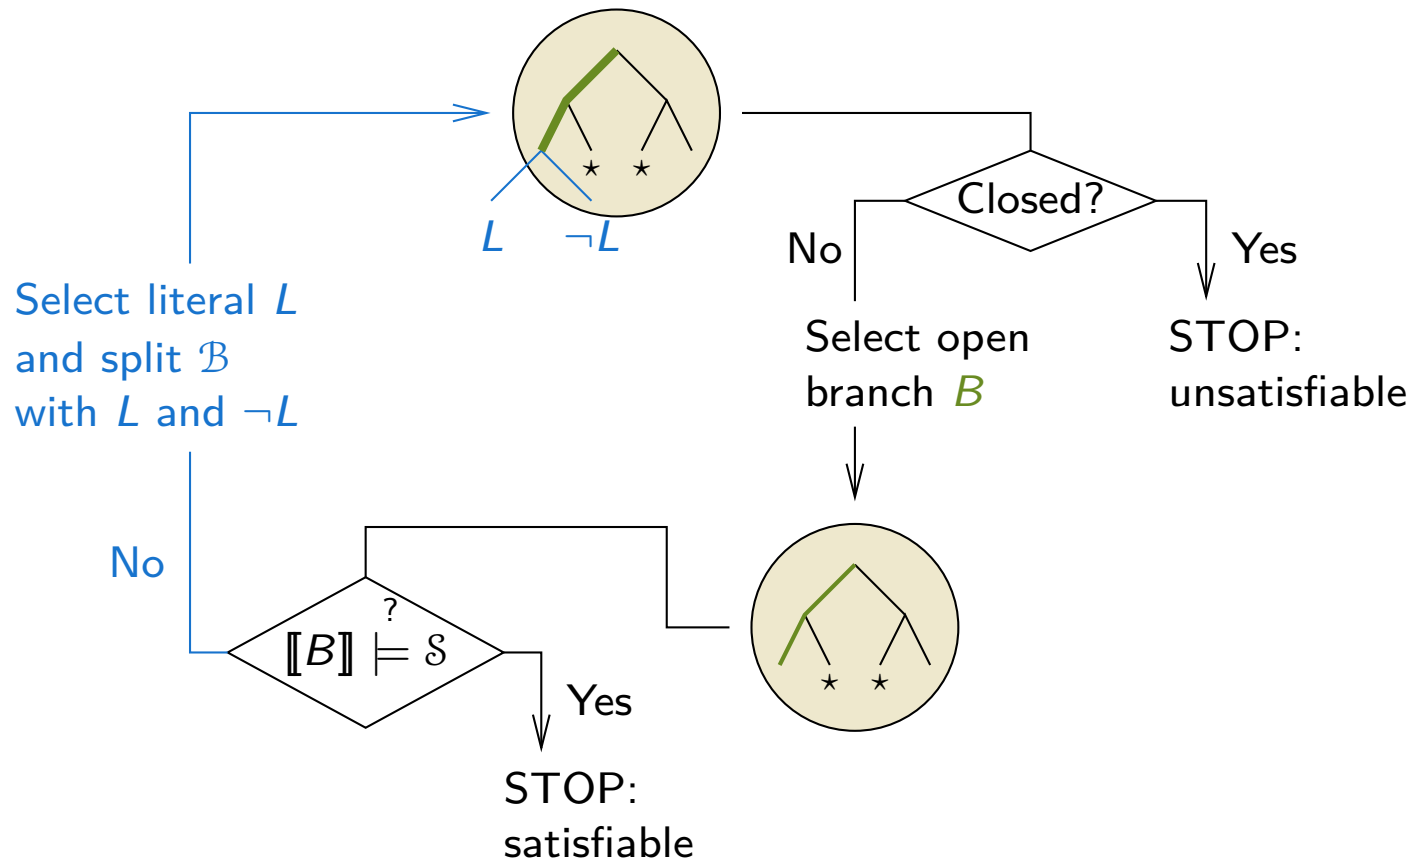 ⋆ ⋆
L ¬L
Closed?
No
Yes
Select literal L
and split ℬ
with L and ¬L
Select open
branch B
STOP:
unsatisfiable
No
?
⟦B⟧ ⊨ 𝒮
Yes
⋆ ⋆
STOP:
satisfiable